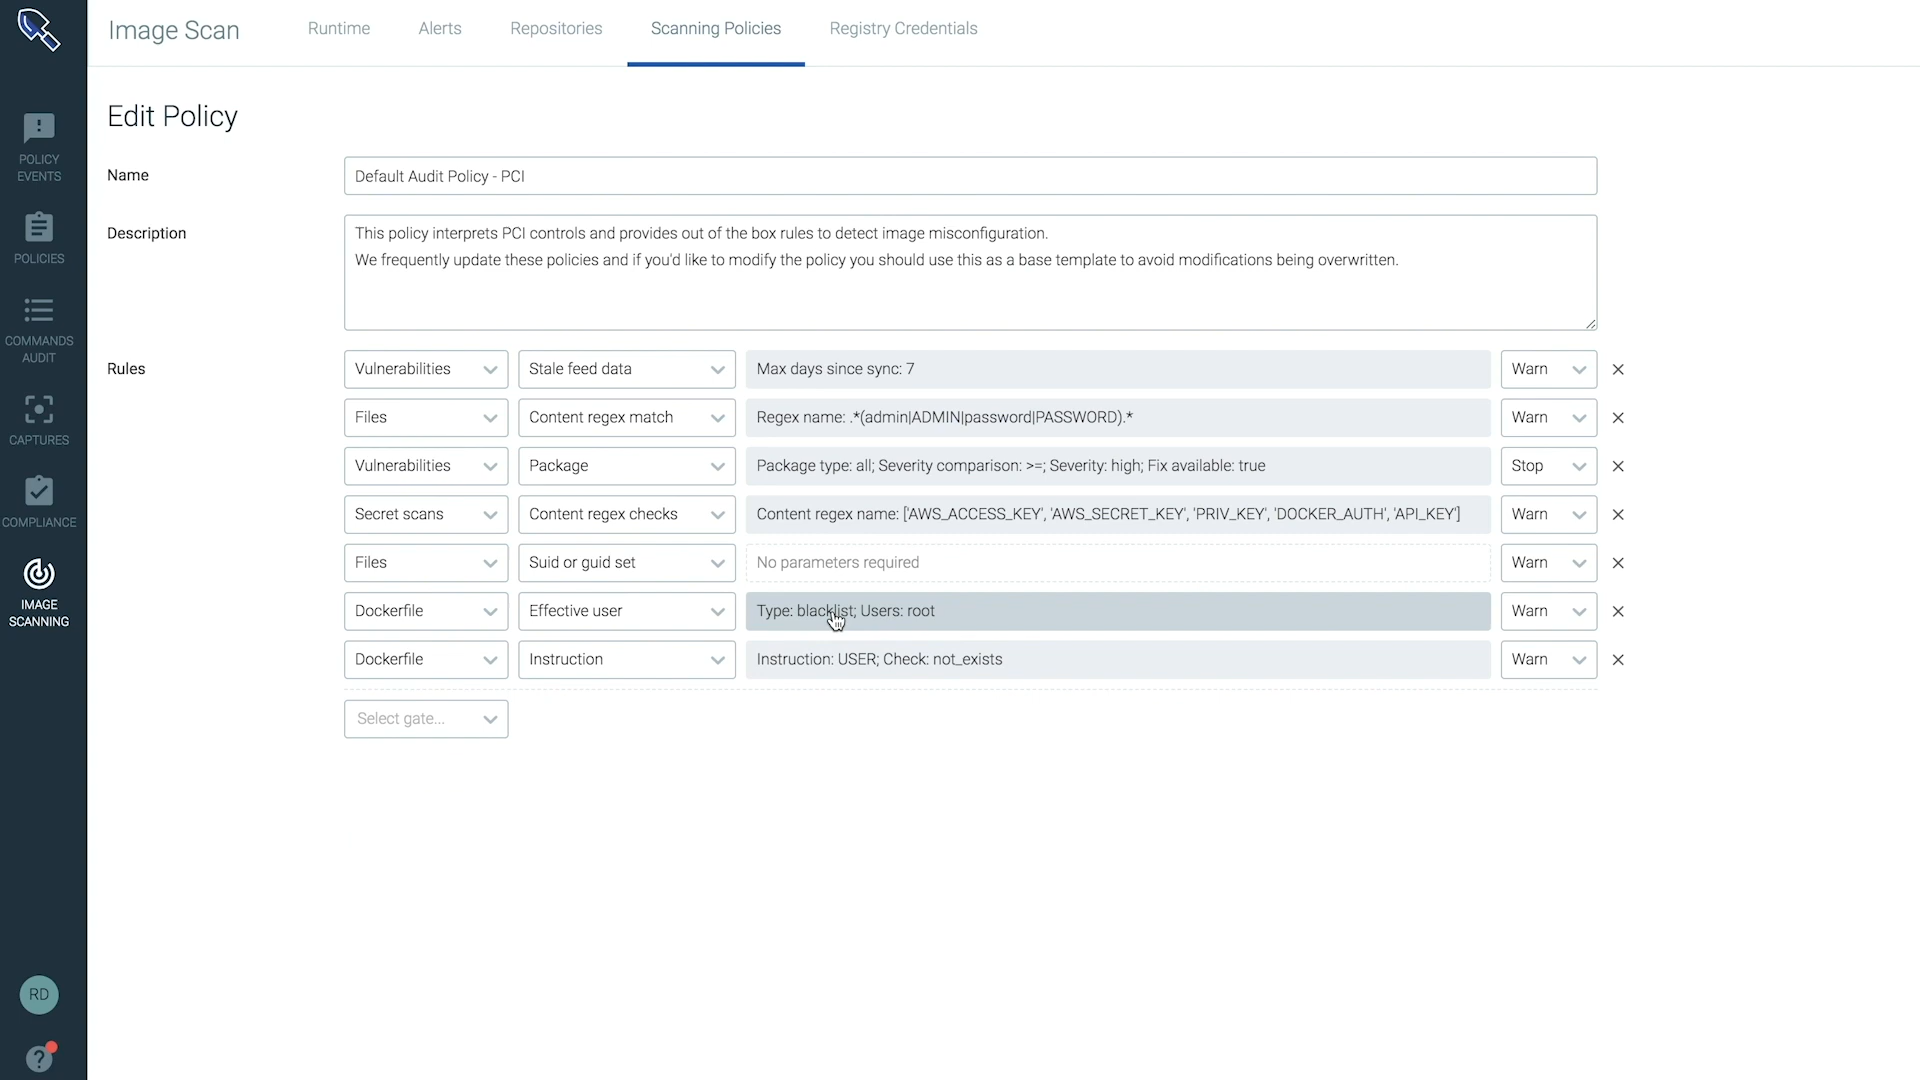 Image Scan
Runtime
Alerts
Repositories
Scanning Policies
Registry Credentials
POLICY
EVENTS
POLICIES
COMMANDS
AUDIT
CAPTURES
COMPLIANCE
IMAGE
SCANNING
RD
?
Edit Policy
Name
Default Audit Policy - PCI
Description
This policy interprets PCI controls and provides out of the box rules to detect image misconfiguration.
We frequently update these policies and if you'd like to modify the policy you should use this as a base template to avoid modifications being overwritten.
Rules
Vulnerabilities Stale feed data Max days since sync: 7 Warn
Files Content regex match Regex name: .*(admin|ADMIN|password|PASSWORD).* Warn
Vulnerabilities Package Package type: all; Severity comparison: >=; Severity: high; Fix available: true Stop
Secret scans Content regex checks Content regex name: ['AWS_ACCESS_KEY', 'AWS_SECRET_KEY', 'PRIV_KEY', 'DOCKER_AUTH', 'API_KEY'] Warn
Files Suid or guid set No parameters required Warn
Dockerfile Effective user Type: blacklist; Users: root Warn
Dockerfile Instruction Instruction: USER; Check: not_exists Warn
Select gate...